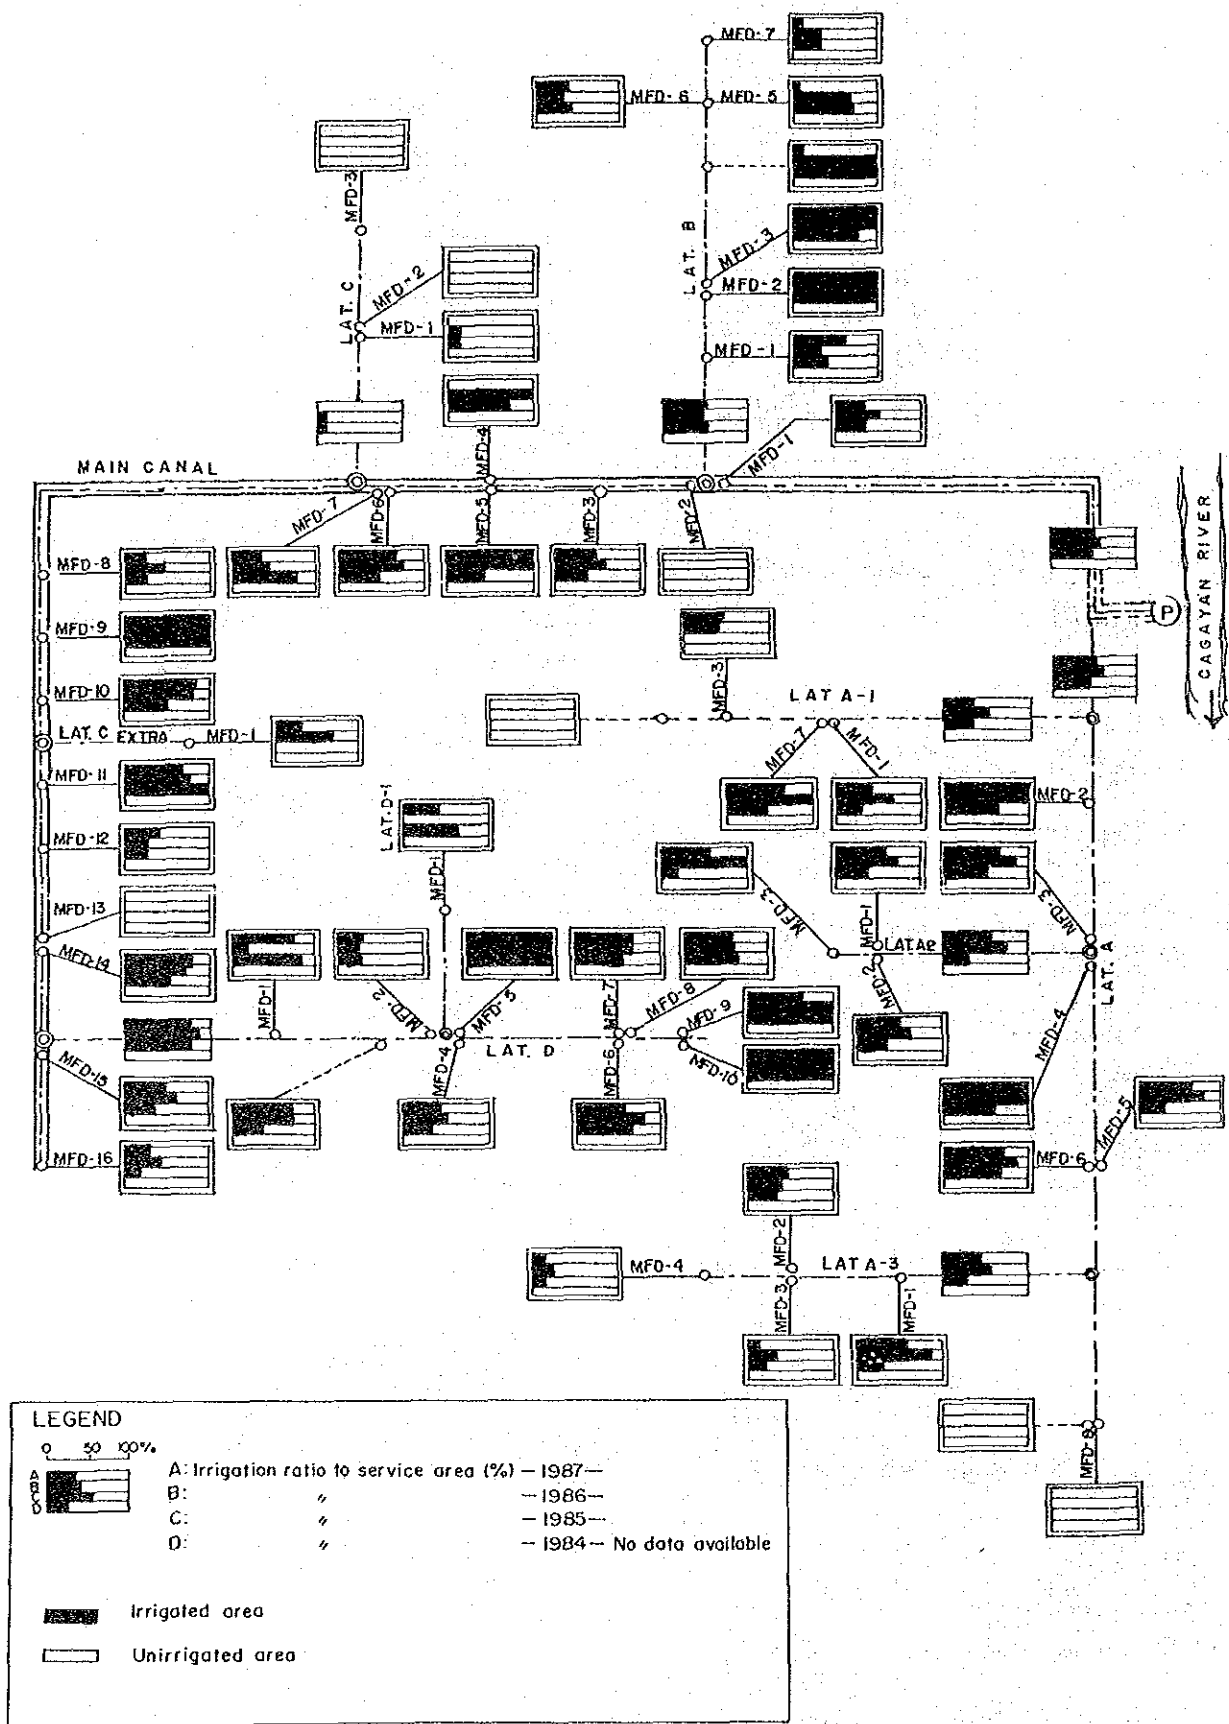 MFD-7
MFD-6
MFD-5
MFD-3
LAT. B
MFD-3
MFD-2
LAT. C
MFD-2
MFD-1
MFD-1
MFD-4
MFD-1
MAIN CANAL
MFD-7
MFD-6
MFD-5
MFD-3
MFD-2
CAGAYAN RIVER
P
MFD-8
MFD-9
MFD-10
LAT. C EXTRA
MFD-1
MFD-11
MFD-12
MFD-13
MFD-14
MFD-15
MFD-16
MFD-3
LAT A-1
MFD-7
MFD-1
MFD-2
LAT. D-1
MFD-1
MFD-3
MFD-1
LAT A2
MFD-2
MFD-3
LAT. A
MFD-4
MFD-5
MFD-6
MFD-1
MFD-2
MFD-5
MFD-4
LAT. D
MFD-7
MFD-8
MFD-6
MFD-9
MFD-10
MFD-2
MFD-4
LAT A-3
MFD-3
MFD-1
MFD-8
LEGEND
0 50 100%
A
B
C
D
A: Irrigation ratio to service area (%) - 1987-
B: 〃 - 1986-
C: 〃 - 1985-
D: 〃 - 1984- No data available
Irrigated area
Unirrigated area